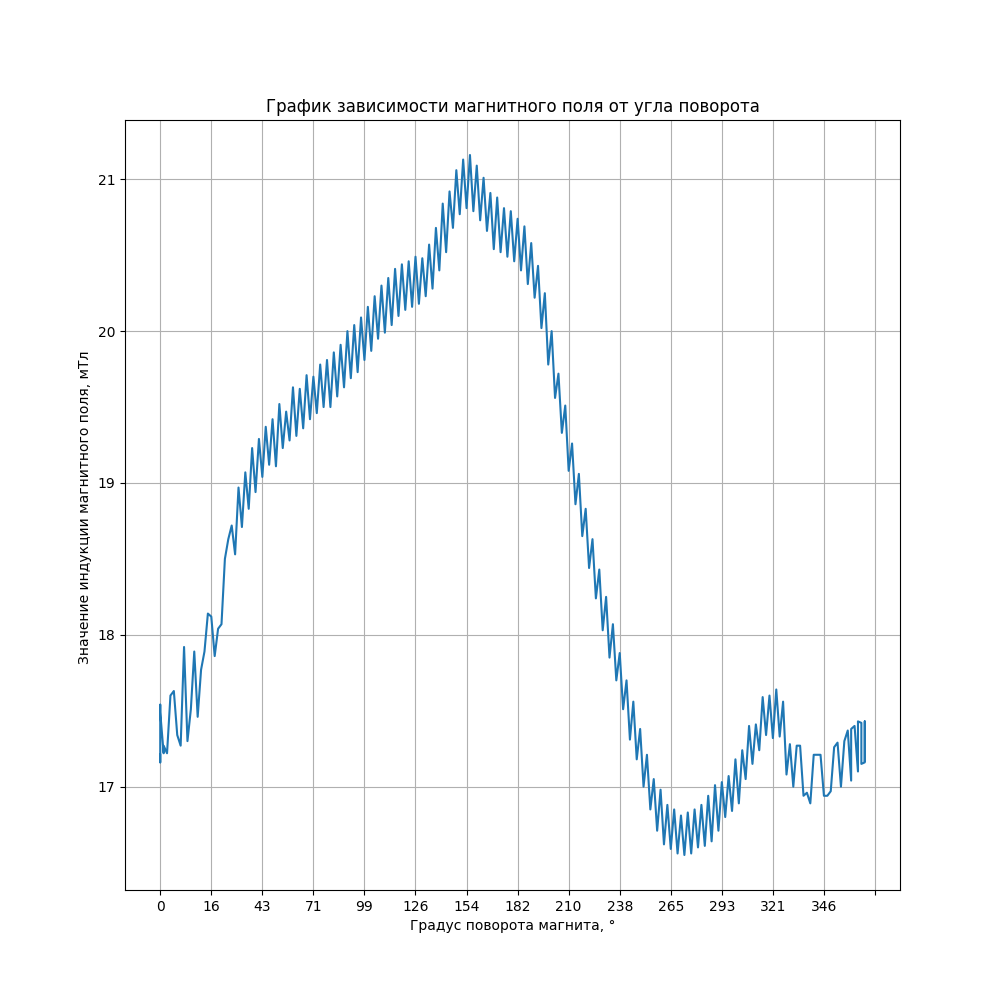 График зависимости магнитного поля от угла поворота
21
20
19
18
17
Значение индукции магнитного поля, мТл
0 16 43 71 99 126 154 182 210 238 265 293 321 346
Градус поворота магнита, °